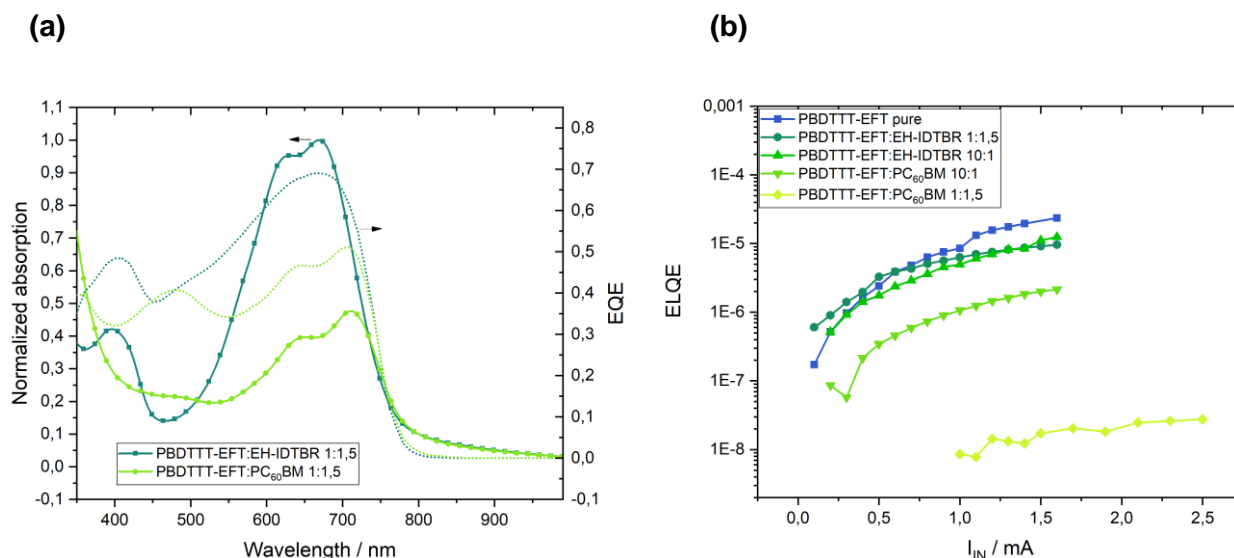 (a)
(b)
1,1
1,0
0,9
0,8
0,7
0,6
0,5
0,4
0,3
0,2
0,1
0,0
-0,1
Normalized absorption
0,8
0,7
0,6
0,5
0,4
0,3
0,2
0,1
0,0
-0,1
EQE
PBDTTT-EFT:EH-IDTBR 1:1,5
PBDTTT-EFT:PC₆₀BM 1:1,5
400 500 600 700 800 900
Wavelength / nm
0,001
1E-4
1E-5
1E-6
1E-7
1E-8
ELQE
PBDTTT-EFT pure
PBDTTT-EFT:EH-IDTBR 1:1,5
PBDTTT-EFT:EH-IDTBR 10:1
PBDTTT-EFT:PC₆₀BM 10:1
PBDTTT-EFT:PC₆₀BM 1:1,5
0,0 0,5 1,0 1,5 2,0 2,5
I_IN / mA